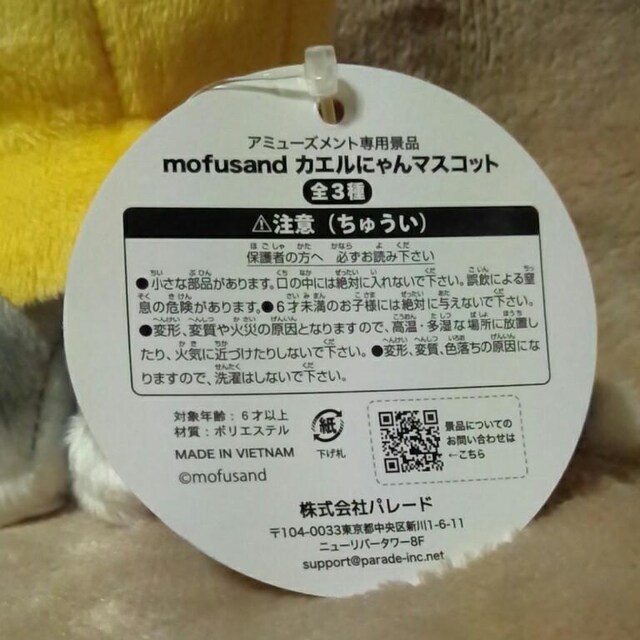 アミューズメント専用景品
mofusand カエルにゃんマスコット
全3種
⚠注意（ちゅうい）
保護者の方へ 必ずお読み下さい
●小さな部品があります。口の中には絶対に入れないで下さい。誤飲による窒
息の危険があります。●6才未満のお子様には絶対に与えないで下さい。
●変形、変質や火災の原因となりますので、高温・多湿な場所に放置し
たり、火気に近づけたりしないで下さい。●変形、変質、色落ちの原因にな
りますので、洗濯はしないで下さい。
対象年齢：6才以上
材質：ポリエステル
MADE IN VIETNAM
©mofusand
紙
下げ札
景品についての
お問い合わせは
←こちら
株式会社パレード
〒104-0033東京都中央区新川1-6-11
ニューリバータワー8F
support@parade-inc.net